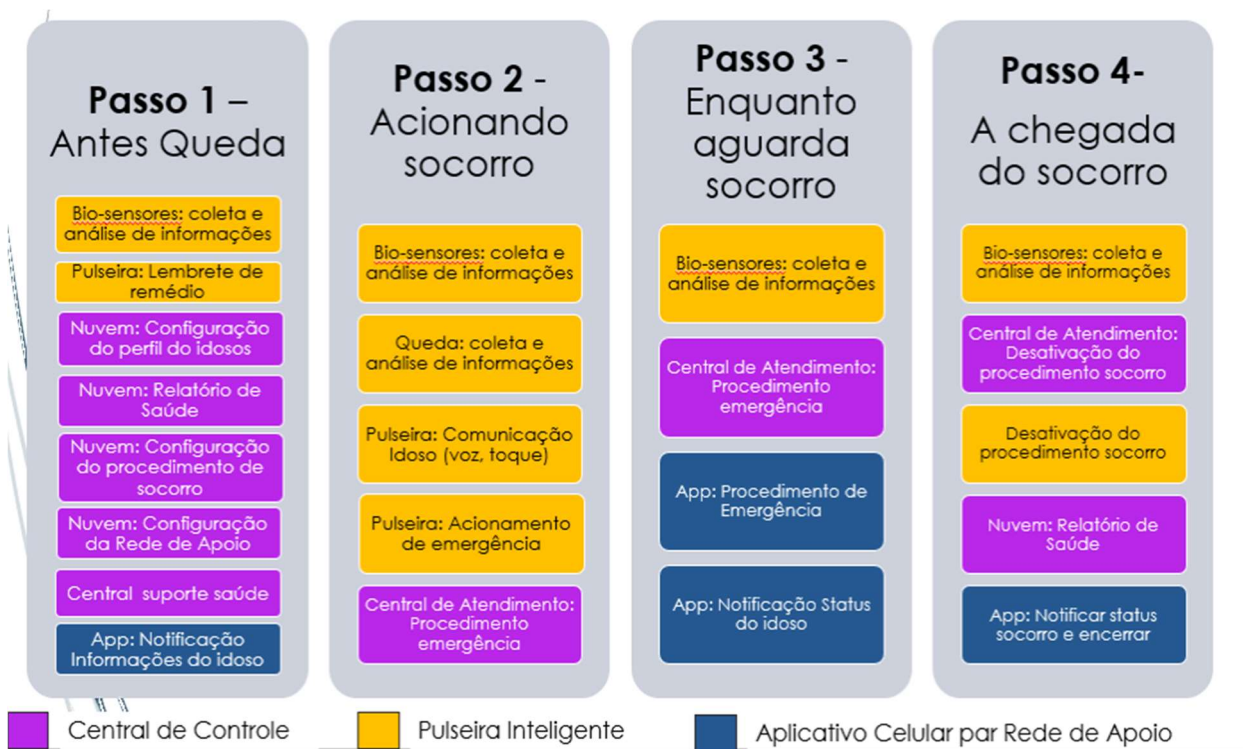 Passo 1 –
Antes Queda
Bio-sensores: coleta e
análise de informações
Pulseira: Lembrete de
remédio
Nuvem: Configuração
do perfil do idosos
Nuvem: Relatório de
Saúde
Nuvem: Configuração
do procedimento de
socorro
Nuvem: Configuração
da Rede de Apoio
Central suporte saúde
App: Notificação
Informações do idoso
Passo 2 -
Acionando
socorro
Bio-sensores: coleta e
análise de informações
Queda: coleta e
análise de informações
Pulseira: Comunicação
Idoso (voz, toque)
Pulseira: Acionamento
de emergência
Central de Atendimento:
Procedimento
emergência
Passo 3 -
Enquanto
aguarda
socorro
Bio-sensores: coleta e
análise de informações
Central de Atendimento:
Procedimento
emergência
App: Procedimento de
Emergência
App: Notificação Status
do idoso
Passo 4-
A chegada
do socorro
Bio-sensores: coleta e
análise de informações
Central de Atendimento:
Desativação do
procedimento socorro
Desativação do
procedimento socorro
Nuvem: Relatório de
Saúde
App: Notificar status
socorro e encerrar
Central de Controle
Pulseira Inteligente
Aplicativo Celular par Rede de Apoio